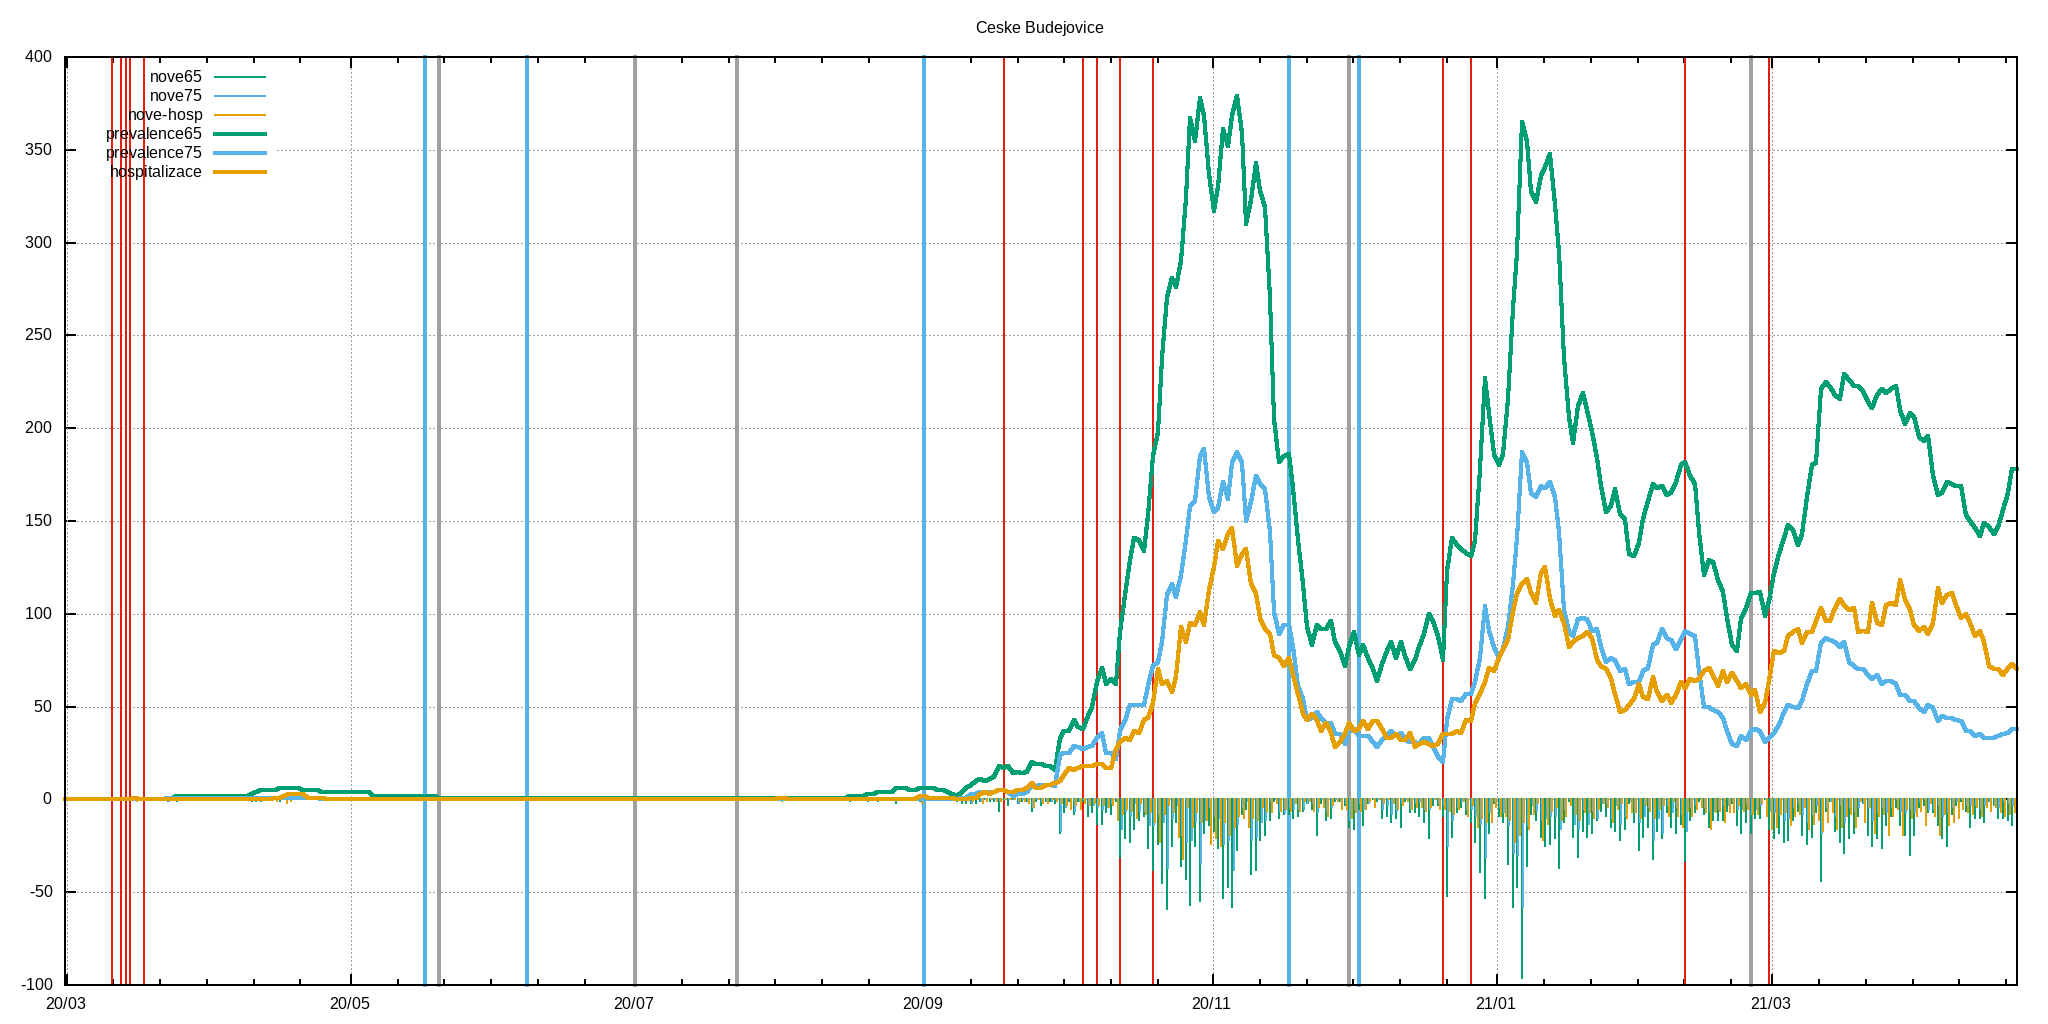 Ceske Budejovice
400
350
300
250
200
150
100
50
0
-50
-100
nove65
nove75
nove-hosp
prevalence65
prevalence75
hospitalizace
20/03 20/05 20/07 20/09 20/11 21/01 21/03